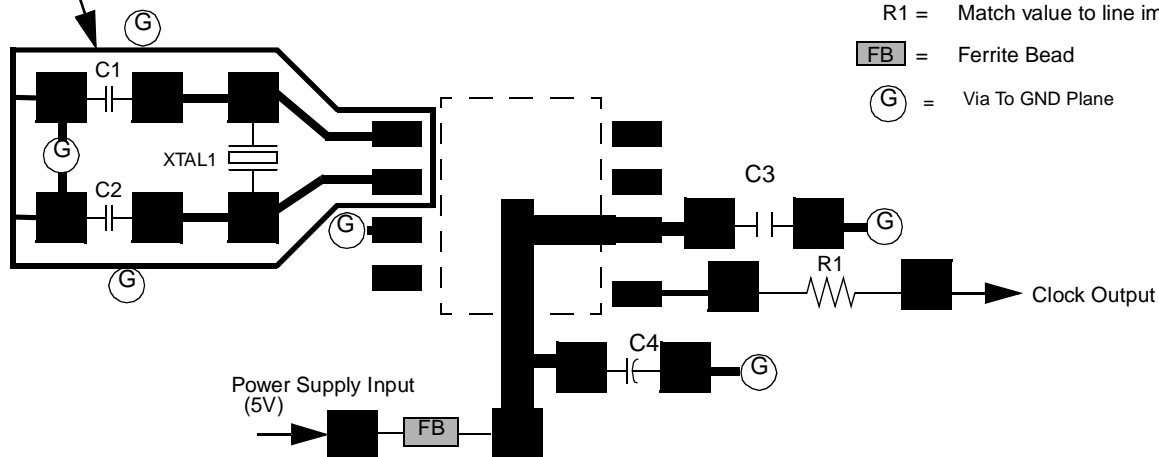 G
R1 = Match value to line
FB = Ferrite Bead
G = Via To GND Plane
C1
G
XTAL1
C2
G
G
C3
G
R1
Clock Output
C4
G
Power Supply Input
(5V)
FB